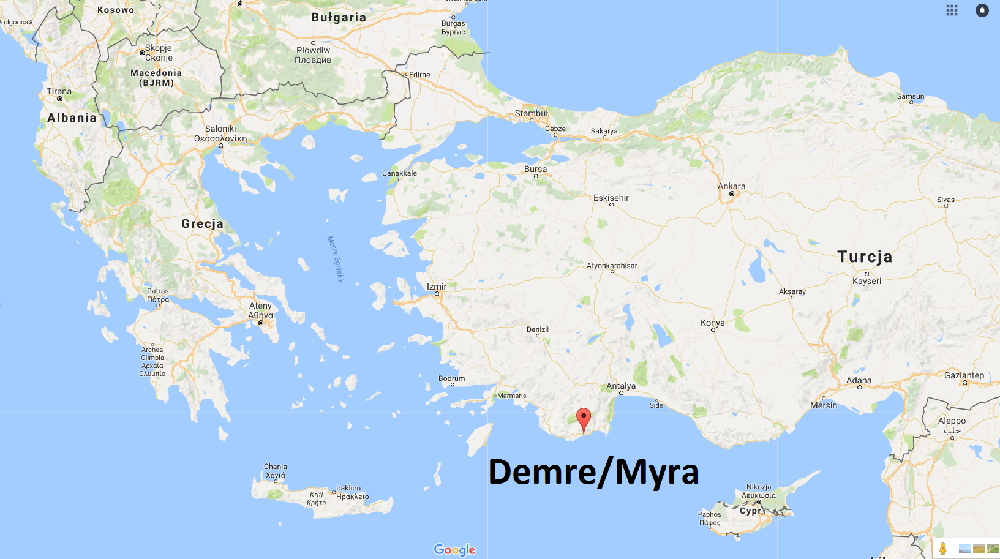 Kosowo
Podgorica
Bułgaria
Burgas
Бургас
Skopje
Скопје
Płowdiw
Пловдив
Macedonia
(BJRM)
Edirne
Tirana
Albania
Samsun
Stambuł
Saloniki
Θεσσαλονίκη
Gebze
Sakarya
Çanakkale
Bursa
Ankara
Eskisehir
Sivas
Grecja
Morze Egejskie
Turcja
Afyonkarahisar
Kayseri
Izmir
Patras
Πάτρα
Aksaray
Ateny
Αθήνα
Konya
Denizli
Archea
Olimpia
Αρχαία
Ολυμπία
Bodrum
Antalya
Marmaris
Side
Gaziantep
Adana
Mersin
Aleppo
حلب
Demre/Myra
Chania
Χανιά
Iraklion
Ηράκλειο
Kriti
Κρήτη
Nikozja
Λευκωσία
Cypr
Paphos
Πάφος
Google